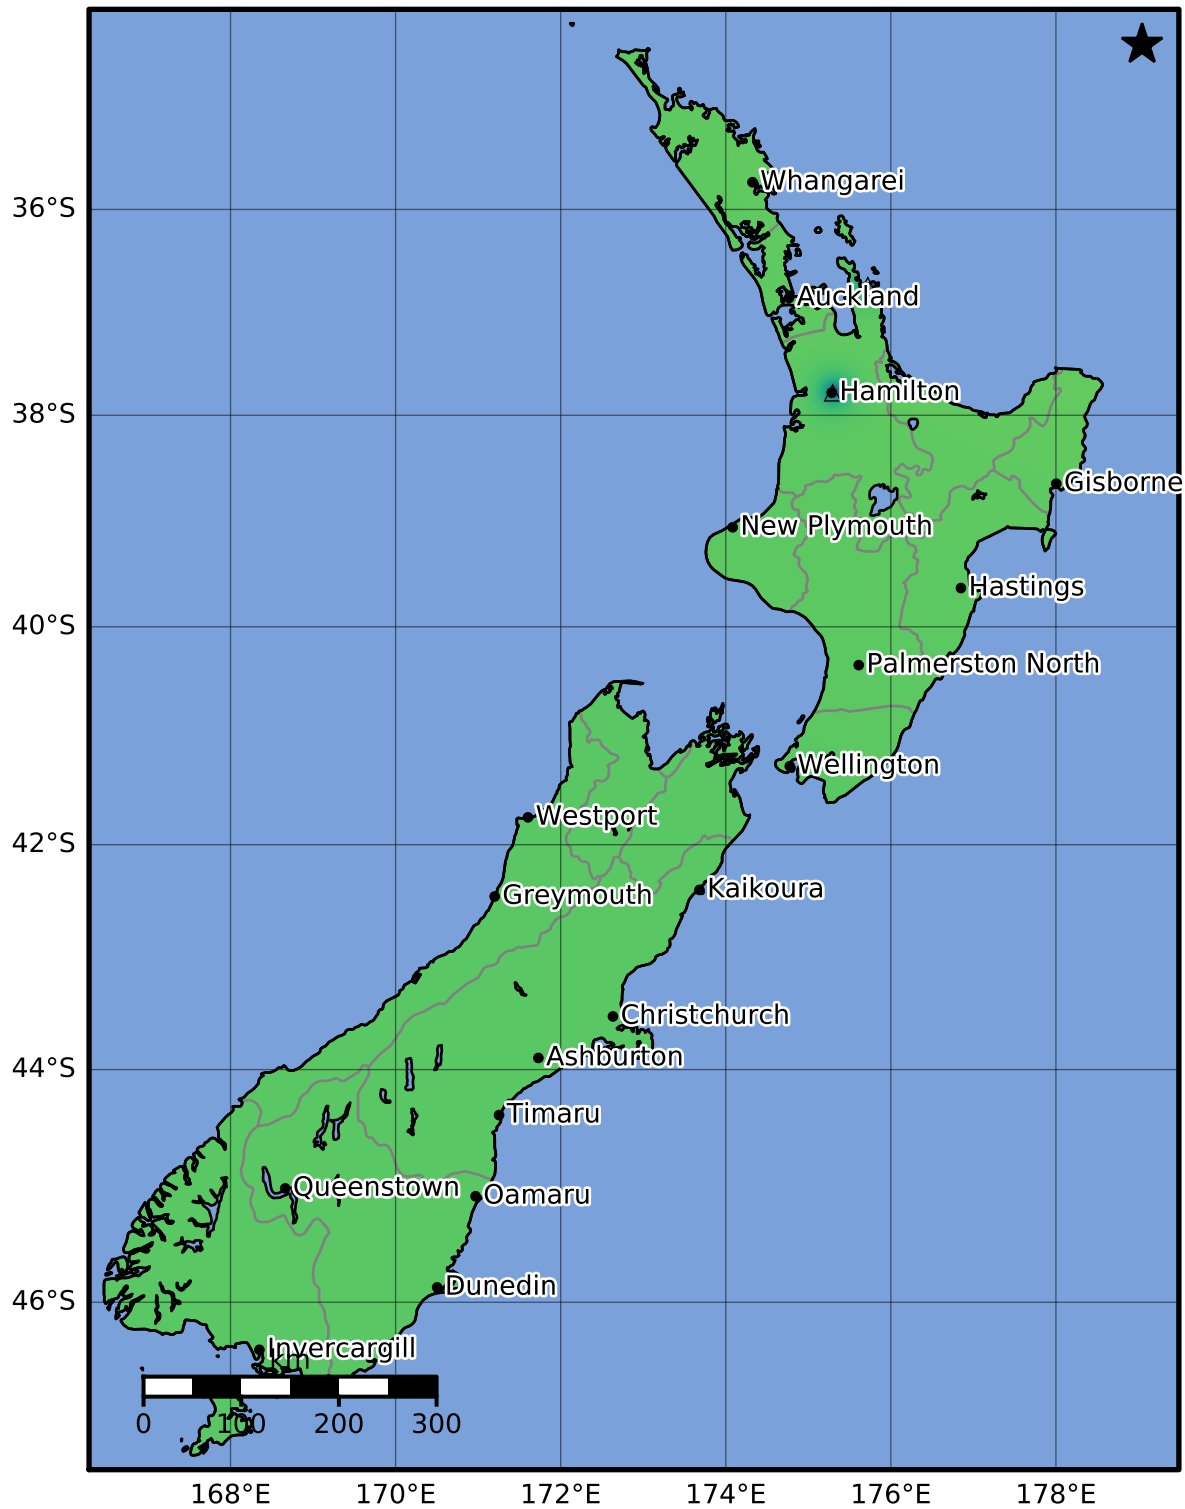 Whangarei
36°S
Auckland
Hamilton
38°S
Gisborne
New Plymouth
Hastings
40°S
Palmerston North
Wellington
Westport
42°S
Kaikoura
Greymouth
Christchurch
Ashburton
44°S
Timaru
Queenstown
Oamaru
Dunedin
46°S
Invercargill
km
0 100 200 300
168°E 170°E 172°E 174°E 176°E 178°E